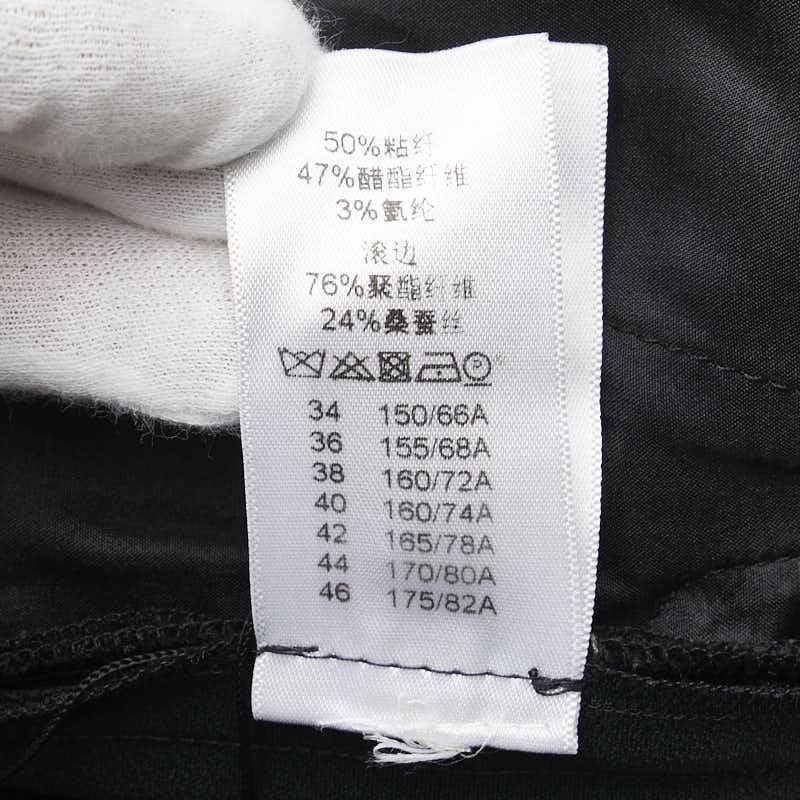 50%粘纤
47%醋酯纤维
3%氨纶
滚边
76%聚酯纤维
24%桑蚕丝
P
34 150/66A
36 155/68A
38 160/72A
40 160/74A
42 165/78A
44 170/80A
46 175/82A